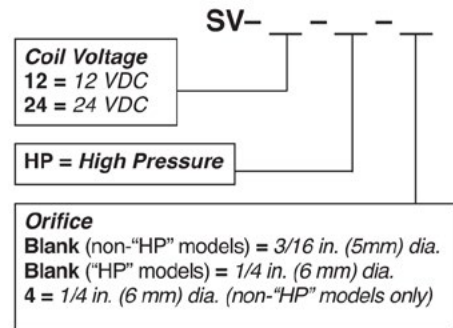 SV– __ - __ - __
Coil Voltage
12 = 12 VDC
24 = 24 VDC
HP = High Pressure
Orifice
Blank (non-“HP” models) = 3/16 in. (5mm) dia.
Blank (“HP” models) = 1/4 in. (6 mm) dia.
4 = 1/4 in. (6 mm) dia. (non-“HP” models only)